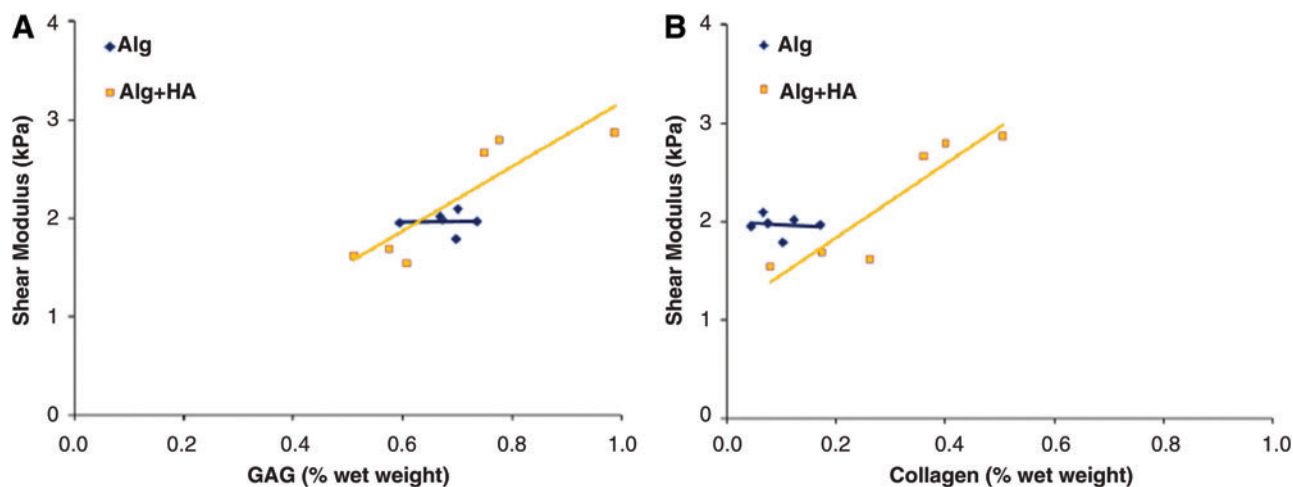 A
Alg
Alg+HA
Shear Modulus (kPa)
4
3
2
1
0
0.0 0.2 0.4 0.6 0.8 1.0
GAG (% wet weight)
B
Alg
Alg+HA
Shear Modulus (kPa)
4
3
2
1
0
0.0 0.2 0.4 0.6 0.8 1.0
Collagen (% wet weight)